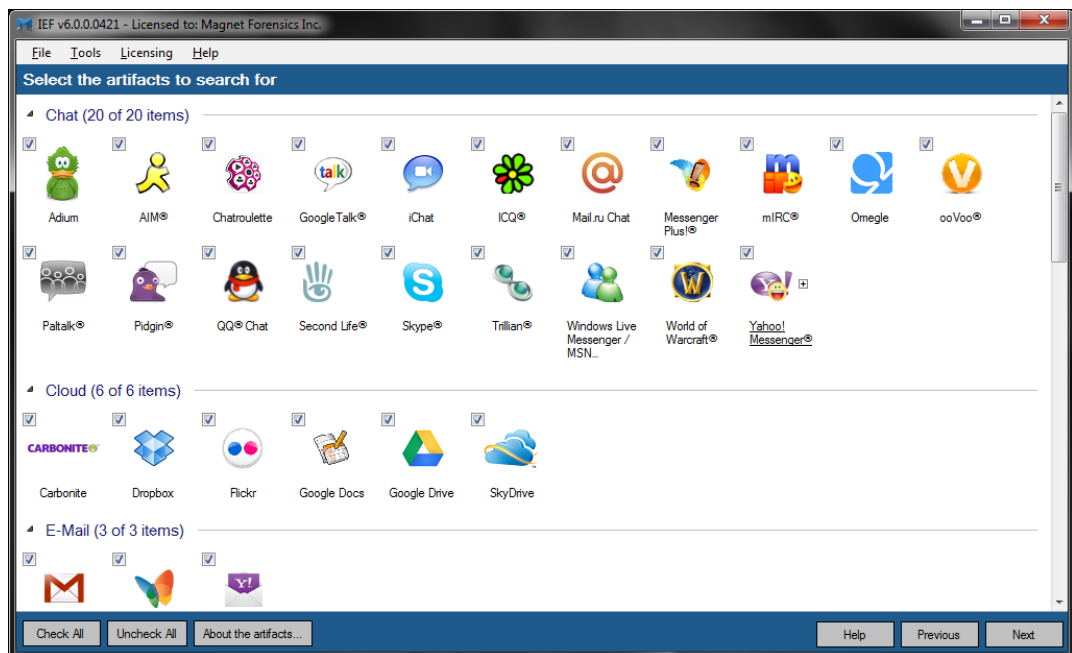 IEF v6.0.0.0421 - Licensed to: Magnet Forensics Inc.
File Tools Licensing Help
Select the artifacts to search for
Chat (20 of 20 items)
talk
Adium AIM® Chatroulette GoogleTalk® iChat ICQ® Mail.ru Chat Messenger Plus!® mIRC® Omegle ooVoo®
Paltalk® Pidgin® QQ® Chat Second Life® Skype® Trillian® Windows Live Messenger / MSN... World of Warcraft® Yahoo! Messenger®
Cloud (6 of 6 items)
CARBONITE
Carbonite Dropbox Flickr Google Docs Google Drive SkyDrive
E-Mail (3 of 3 items)
Y!
Check All Uncheck All About the artifacts... Help Previous Next